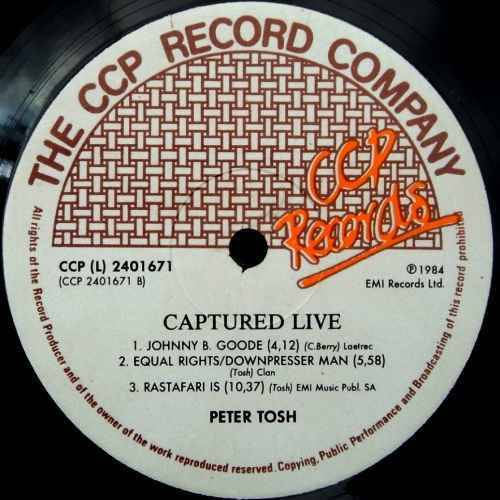 THE CCP RECORD COMPANY
CCP
Records
CCP (L) 2401671
(CCP 2401671 B)
℗ 1984
EMI Records Ltd.
CAPTURED LIVE
1. JOHNNY B. GOODE (4,12) (C.Berry) Laetrec
2. EQUAL RIGHTS/DOWNPRESSER MAN (5,58)
(Tosh) Clan
3. RASTAFARI IS (10,37) (Tosh) EMI Music Publ. SA
PETER TOSH
All rights of the Record Producer and of the owner of the work reproduced reserved. Copying, Public Performance and Broadcasting of this record prohibited